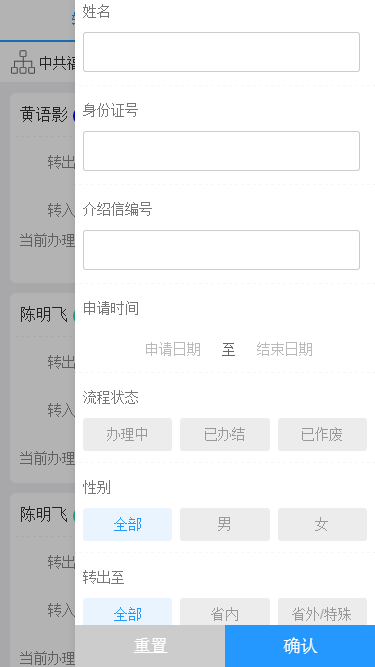 姓名
中共福
身份证号
黄语影
转出
介绍信编号
转入
当前办理
申请时间
陈明飞
申请日期 至 结束日期
转出
流程状态
转入
办理中 已办结 已作废
当前办理
性别
陈明飞
全部 男 女
转出
转出至
转入
全部 省内 省外/特殊
重置 确认
当前办理